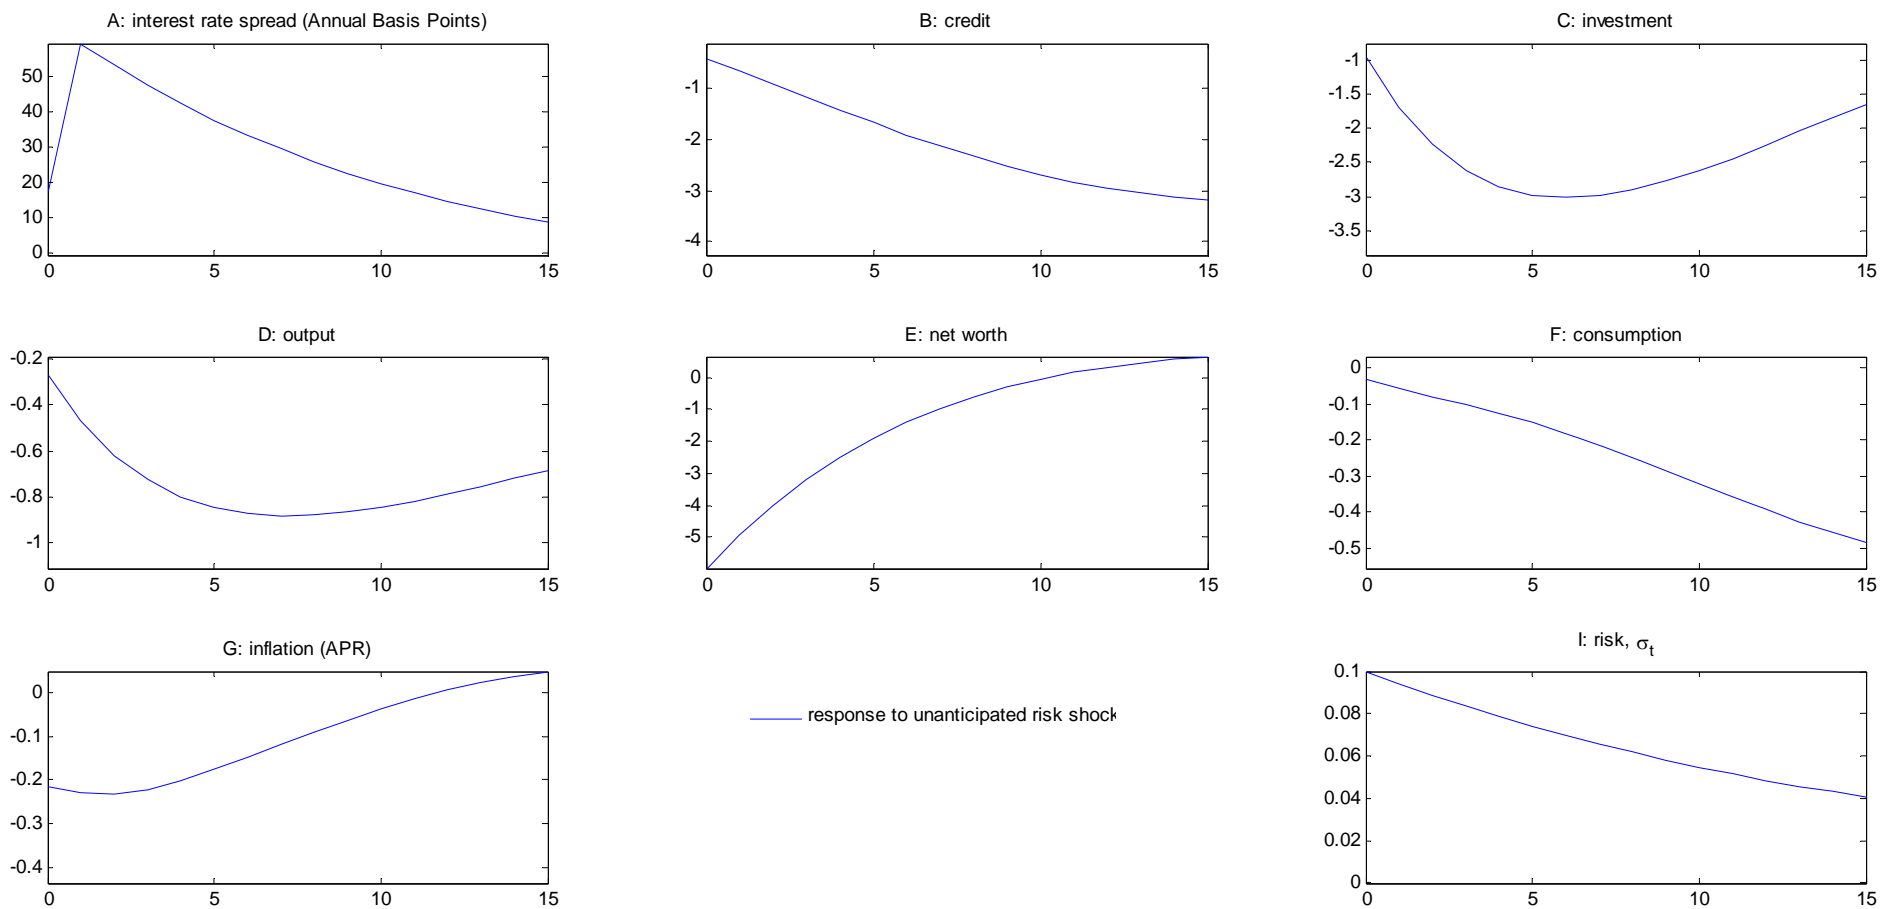 A: interest rate spread (Annual Basis Points)
50
40
30
20
10
0
0 5 10 15
B: credit
-1
-2
-3
-4
0 5 10 15
C: investment
-1
-1.5
-2
-2.5
-3
-3.5
0 5 10 15
D: output
-0.2
-0.4
-0.6
-0.8
-1
0 5 10 15
E: net worth
0
-1
-2
-3
-4
-5
0 5 10 15
F: consumption
0
-0.1
-0.2
-0.3
-0.4
-0.5
0 5 10 15
G: inflation (APR)
0
-0.1
-0.2
-0.3
-0.4
0 5 10 15
response to unanticipated risk shock
I: risk, σt
0.1
0.08
0.06
0.04
0.02
0
0 5 10 15